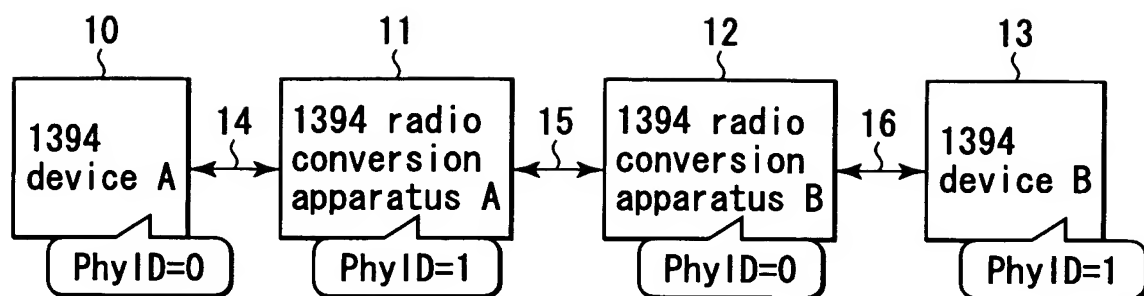 10
11
12
13
1394
device A
14
1394 radio
conversion
apparatus A
15
1394 radio
conversion
apparatus B
16
1394
device B
PhyID=0
PhyID=1
PhyID=0
PhyID=1